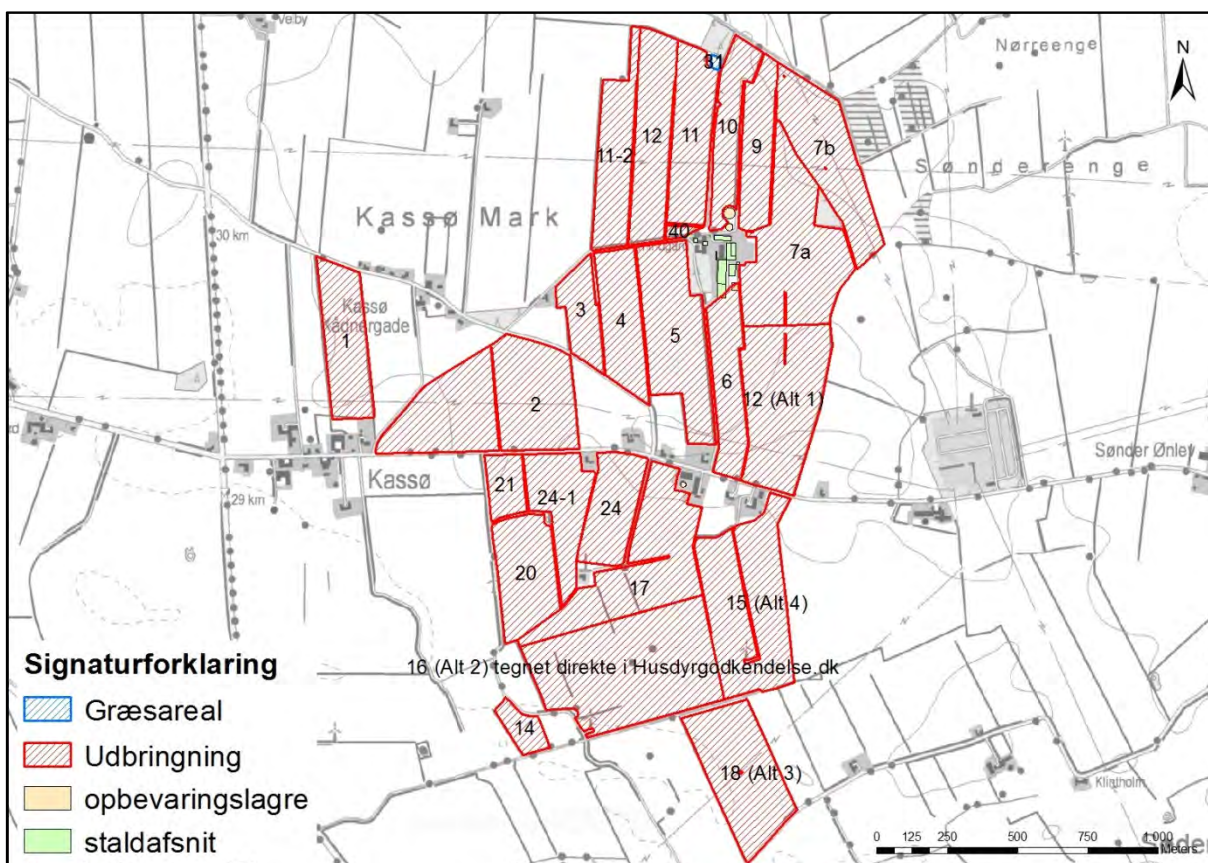 Velby
Nørreenge
N
31
12
11
10
9
7b
11-2
Sønderenge
Kassø Mark
40
30 km
7a
Kassø
Kådnergade
1
3
4
5
6
2
12 (Alt 1)
Sønder Ønlev
Kassø
21
24-1
24
29 km
20
17
15 (Alt 4)
16 (Alt 2) tegnet direkte i Husdyrgodkendelse.dk
14
18 (Alt 3)
Klintholm
Signaturforklaring
Græsareal
Udbringning
opbevaringslagre
staldafsnit
0 125 250 500 750 1.000
Meters
Sønder